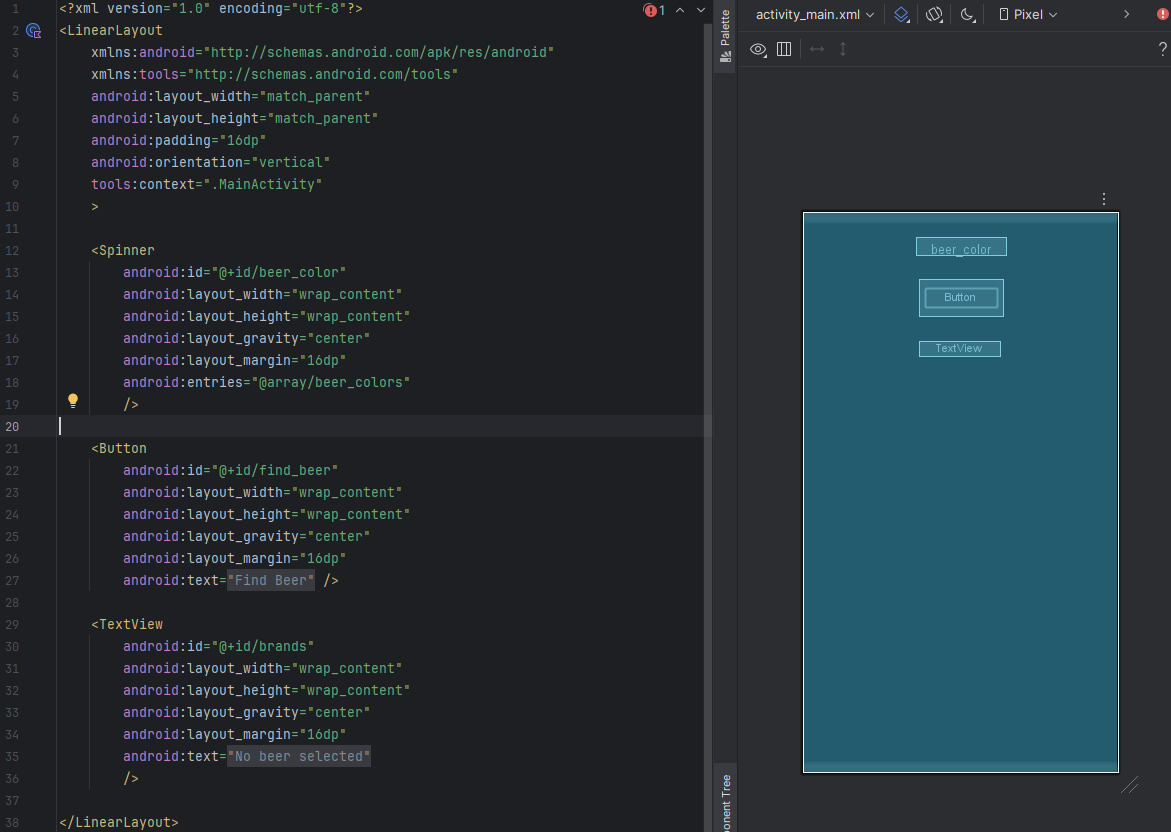 1 <?xml version="1.0" encoding="utf-8"?>
2 <LinearLayout
3 xmlns:android="http://schemas.android.com/apk/res/android"
4 xmlns:tools="http://schemas.android.com/tools"
5 android:layout_width="match_parent"
6 android:layout_height="match_parent"
7 android:padding="16dp"
8 android:orientation="vertical"
9 tools:context=".MainActivity"
10 >
11
12 <Spinner
13 android:id="@+id/beer_color"
14 android:layout_width="wrap_content"
15 android:layout_height="wrap_content"
16 android:layout_gravity="center"
17 android:layout_margin="16dp"
18 android:entries="@array/beer_colors"
19 />
20
21 <Button
22 android:id="@+id/find_beer"
23 android:layout_width="wrap_content"
24 android:layout_height="wrap_content"
25 android:layout_gravity="center"
26 android:layout_margin="16dp"
27 android:text="Find Beer" />
28
29 <TextView
30 android:id="@+id/brands"
31 android:layout_width="wrap_content"
32 android:layout_height="wrap_content"
33 android:layout_gravity="center"
34 android:layout_margin="16dp"
35 android:text="No beer selected"
36 />
37
38 </LinearLayout>
1
Palette
activity_main.xml
Pixel
?
beer_color
Button
TextView
onent Tree